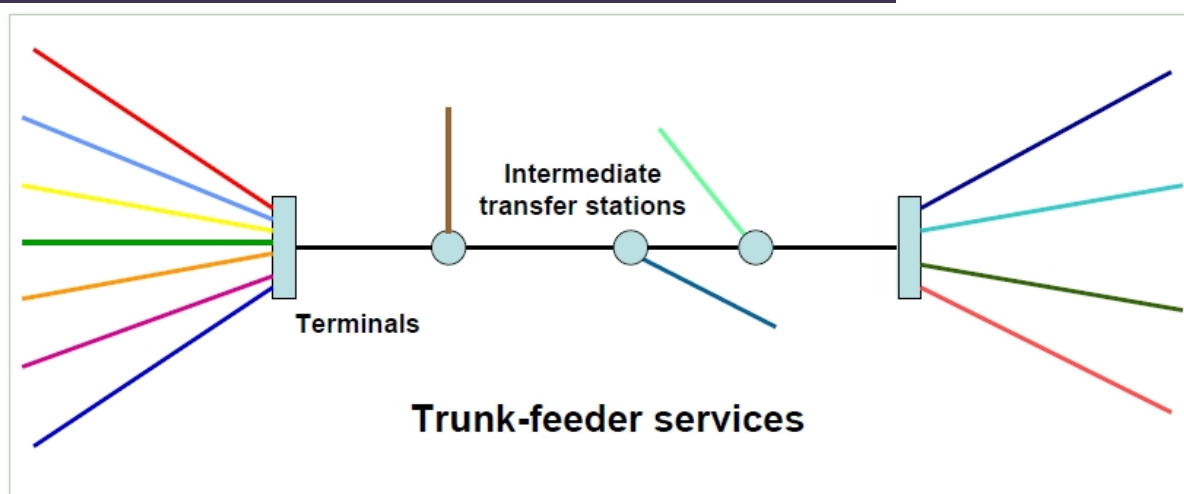 Intermediate
transfer stations
Terminals
Trunk-feeder services